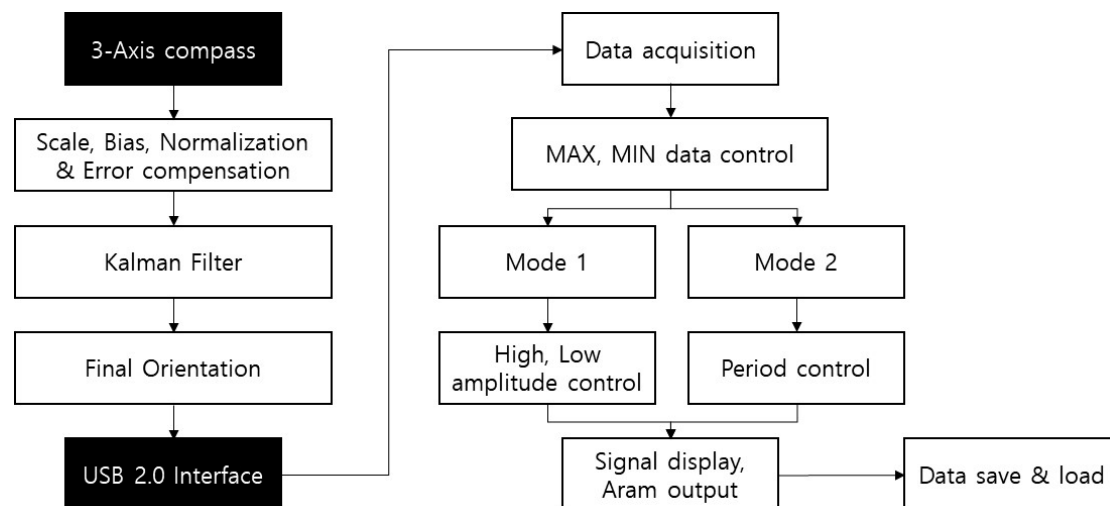 3-Axis compass
Scale, Bias, Normalization
& Error compensation
Kalman Filter
Final Orientation
USB 2.0 Interface
Data acquisition
MAX, MIN data control
Mode 1
Mode 2
High, Low
amplitude control
Period control
Signal display,
Aram output
Data save & load